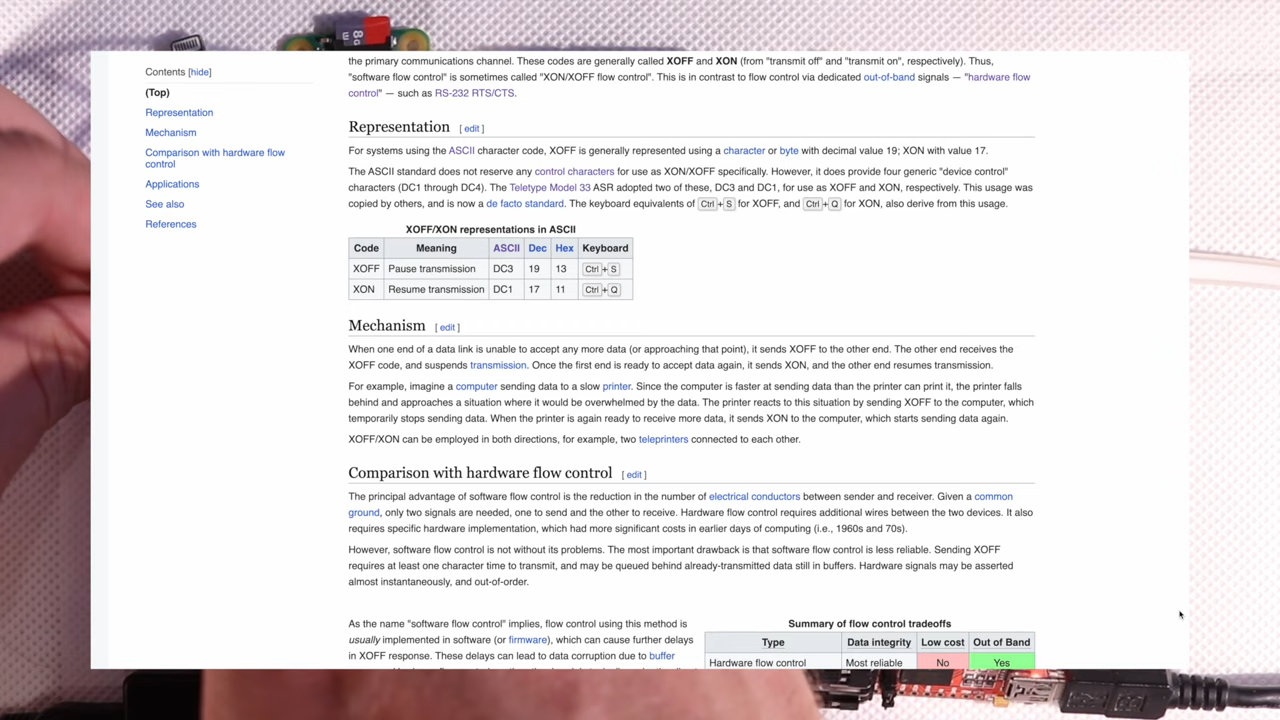 Contents [hide]
(Top)
Representation
Mechanism
Comparison with hardware flow
control
Applications
See also
References
the primary communications channel. These codes are generally called XOFF and XON (from "transmit off" and "transmit on", respectively). Thus,
"software flow control" is sometimes called "XON/XOFF flow control". This is in contrast to flow control via dedicated out-of-band signals — "hardware flow
control" — such as RS-232 RTS/CTS.
Representation [ edit ]
For systems using the ASCII character code, XOFF is generally represented using a character or byte with decimal value 19; XON with value 17.
The ASCII standard does not reserve any control characters for use as XON/XOFF specifically. However, it does provide four generic "device control"
characters (DC1 through DC4). The Teletype Model 33 ASR adopted two of these, DC3 and DC1, for use as XOFF and XON, respectively. This usage was
copied by others, and is now a de facto standard. The keyboard equivalents of Ctrl+S for XOFF, and Ctrl+Q for XON, also derive from this usage.
XOFF/XON representations in ASCII
Code Meaning ASCII Dec Hex Keyboard
XOFF Pause transmission DC3 19 13 Ctrl+S
XON Resume transmission DC1 17 11 Ctrl+Q
Mechanism [ edit ]
When one end of a data link is unable to accept any more data (or approaching that point), it sends XOFF to the other end. The other end receives the
XOFF code, and suspends transmission. Once the first end is ready to accept data again, it sends XON, and the other end resumes transmission.
For example, imagine a computer sending data to a slow printer. Since the computer is faster at sending data than the printer can print it, the printer falls
behind and approaches a situation where it would be overwhelmed by the data. The printer reacts to this situation by sending XOFF to the computer, which
temporarily stops sending data. When the printer is again ready to receive more data, it sends XON to the computer, which starts sending data again.
XOFF/XON can be employed in both directions, for example, two teleprinters connected to each other.
Comparison with hardware flow control [ edit ]
The principal advantage of software flow control is the reduction in the number of electrical conductors between sender and receiver. Given a common
ground, only two signals are needed, one to send and the other to receive. Hardware flow control requires additional wires between the two devices. It also
requires specific hardware implementation, which had more significant costs in earlier days of computing (i.e., 1960s and 70s).
However, software flow control is not without its problems. The most important drawback is that software flow control is less reliable. Sending XOFF
requires at least one character time to transmit, and may be queued behind already-transmitted data still in buffers. Hardware signals may be asserted
almost instantaneously, and out-of-order.
As the name "software flow control" implies, flow control using this method is
usually implemented in software (or firmware), which can cause further delays
in XOFF response. These delays can lead to data corruption due to buffer
Summary of flow control tradeoffs
Type Data integrity Low cost Out of Band
Hardware flow control Most reliable No Yes